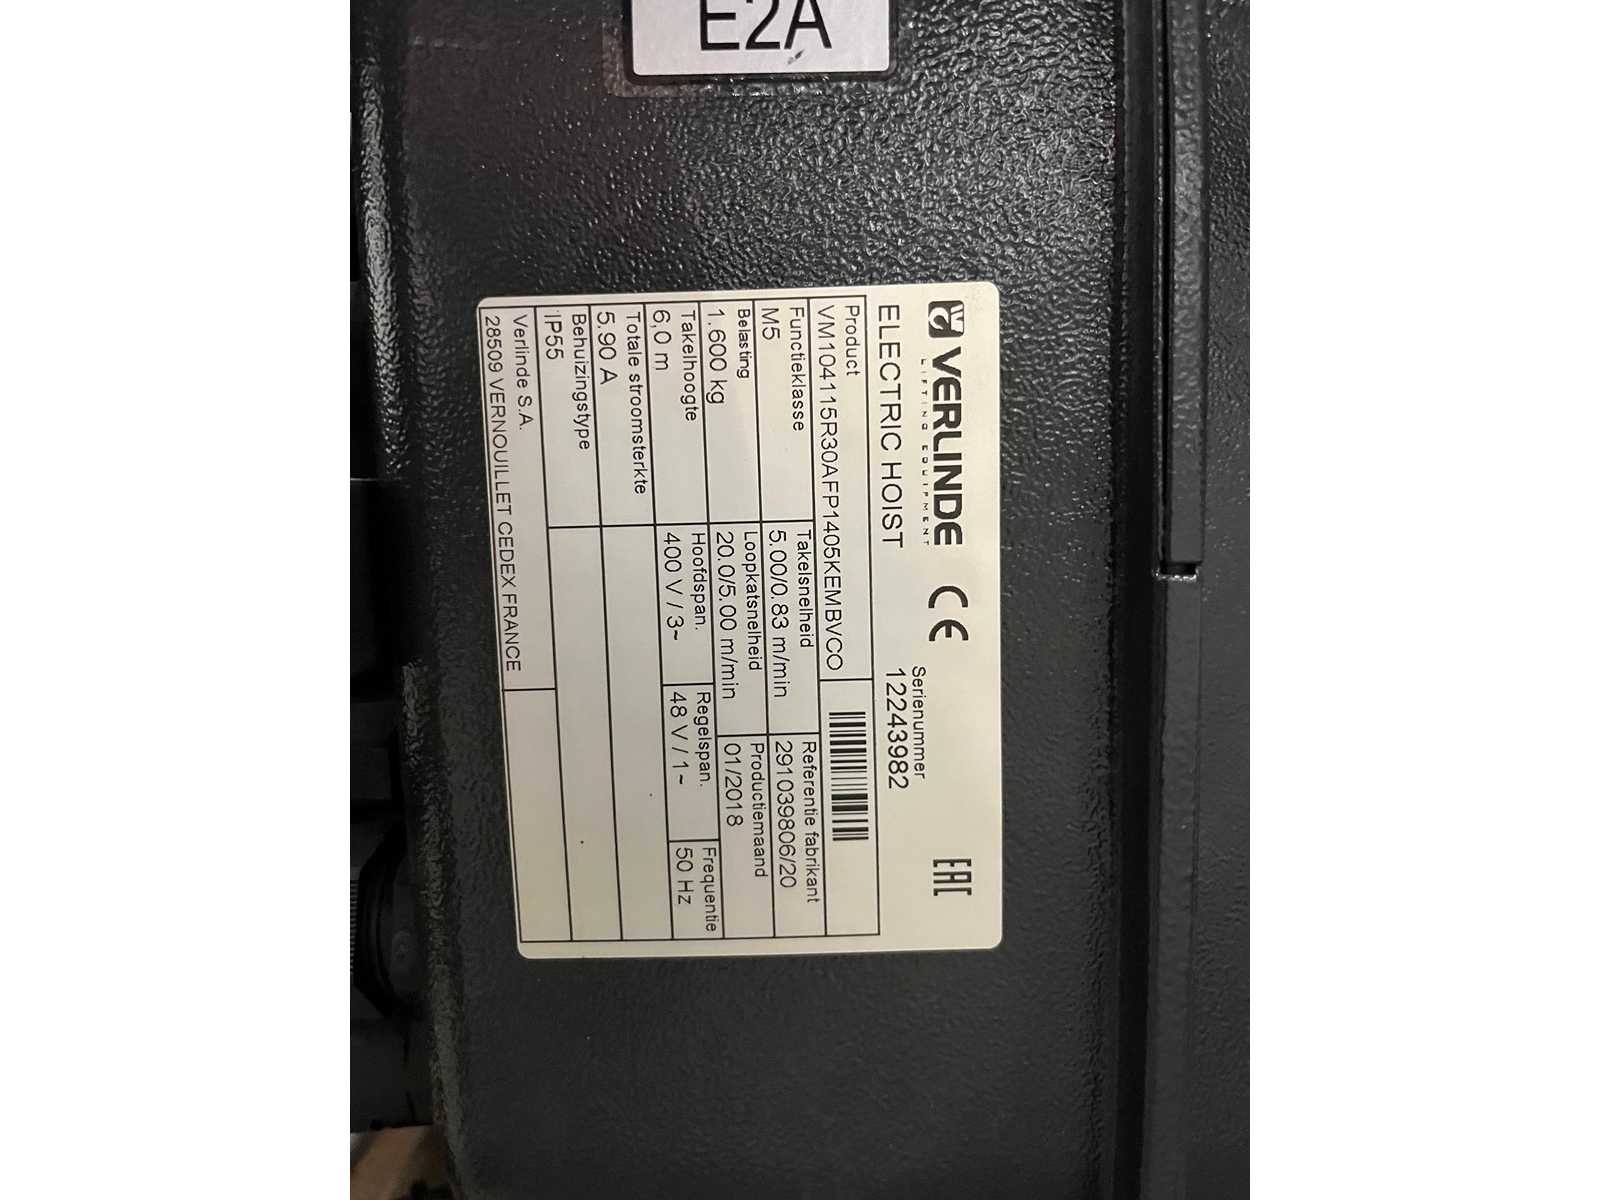 E2A
VERLINDE
LIFTING EQUIPMENT
CE
EAC
ELECTRIC HOIST
Serienummer
12243982
Product
VM104115R30AFP1405KEMBVCO
Functieklasse
M5
Takelsnelheid
5.00/0.83 m/min
Referentie fabrikant
291039806/20
Belasting
1.600 kg
Loopkatsnelheid
20.0/5.00 m/min
Productiemaand
01/2018
Takelhoogte
6,0 m
Hoofdspan.
400 V / 3~
Regelspan.
48 V / 1~
Frequentie
50 Hz
Totale stroomsterkte
5.90 A
Behuizingstype
IP55
Verlinde S.A.
28509 VERNOUILLET CEDEX FRANCE